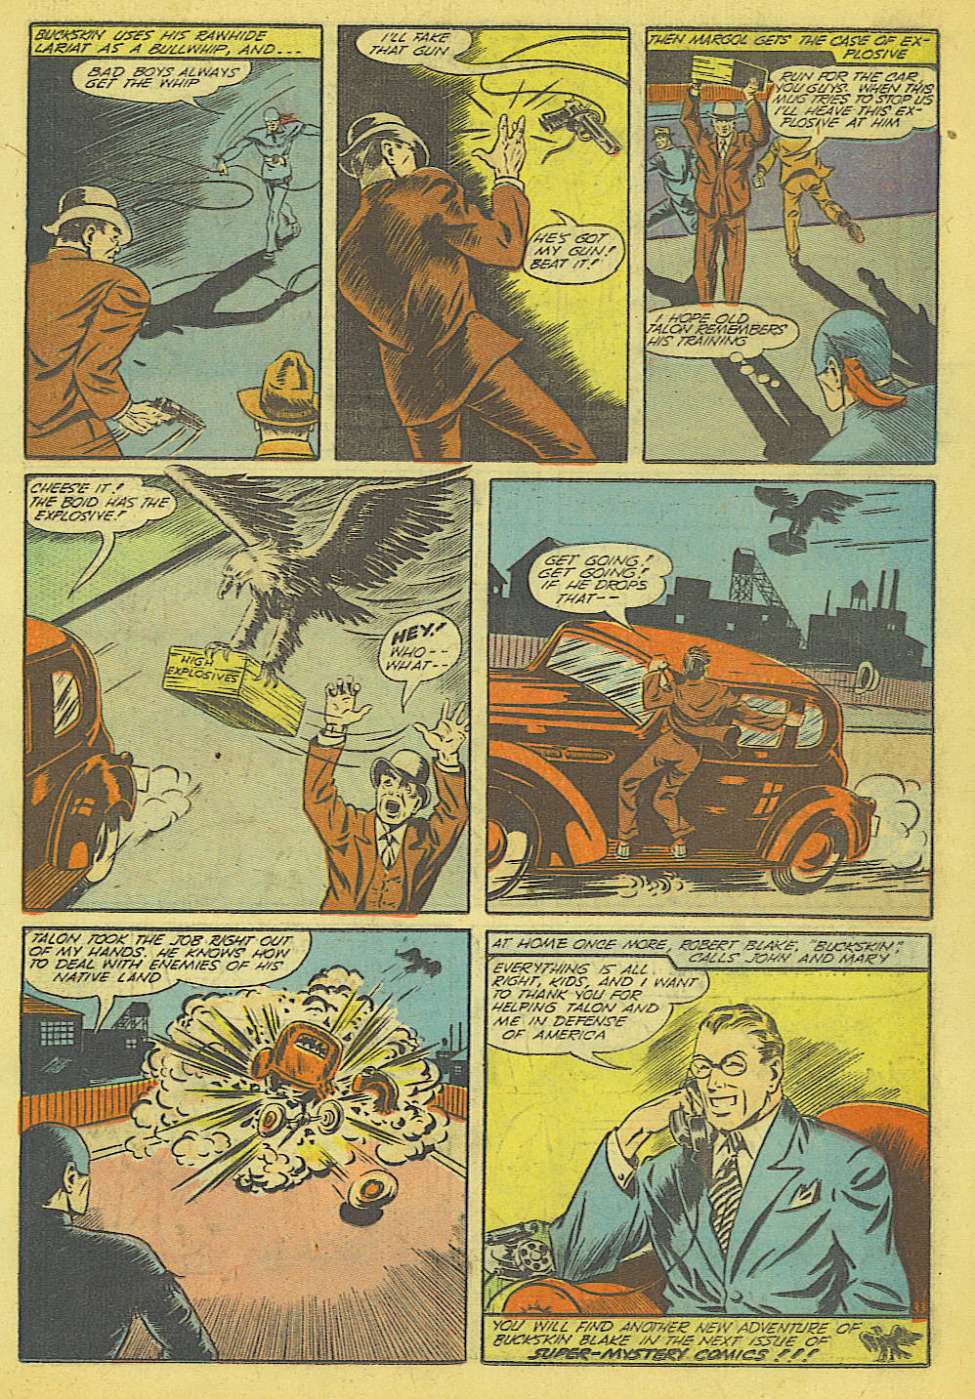 BUCKSKIN USES HIS RAWHIDE
LARIAT AS A BULLWHIP, AND...
BAD BOYS ALWAYS
GET THE WHIP
I'LL FAKE
THAT GUN
HE'S GOT
MY GUN!
BEAT IT!
THEN MARGOL GETS THE CASE OF EX-
PLOSIVE
RUN FOR THE CAR,
YOU GUYS. WHEN THIS
MUG TRIES TO STOP US
I'LL HEAVE THIS EX-
PLOSIVE AT HIM
I HOPE OLD
TALON REMEMBERS
HIS TRAINING
CHEESE IT!
THE BOID HAS THE
EXPLOSIVE!
HIGH
EXPLOSIVES
HEY!
WHO--
WHAT--
GET GOING!
GET GOING!
IF HE DROPS
THAT--
TALON TOOK THE JOB RIGHT OUT
OF MY HANDS. HE KNOWS HOW
TO DEAL WITH ENEMIES OF HIS
NATIVE LAND
AT HOME ONCE MORE, ROBERT BLAKE, "BUCKSKIN",
CALLS JOHN AND MARY
EVERYTHING IS ALL
RIGHT, KIDS, AND I WANT
TO THANK YOU FOR
HELPING TALON AND
ME IN DEFENSE
OF AMERICA
YOU WILL FIND ANOTHER NEW ADVENTURE OF
BUCKSKIN BLAKE IN THE NEXT ISSUE OF
SUPER-MYSTERY COMICS!!!